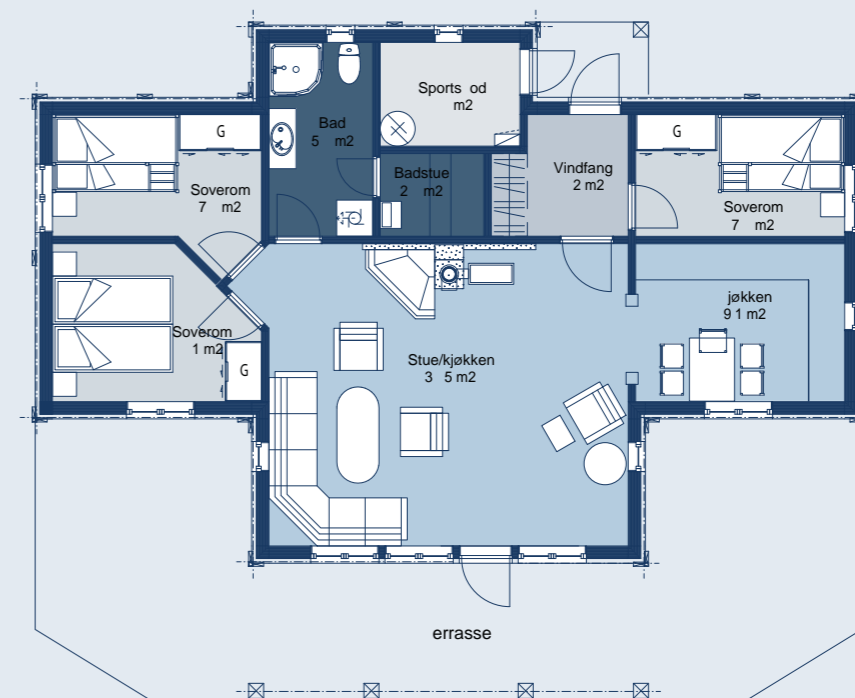 Sports od
m2
Bad
5 m2
Badstue
2 m2
Vindfang
2 m2
G
Soverom
7 m2
G
Soverom
7 m2
Soverom
1 m2
G
Stue/kjøkken
3 5 m2
jøkken
9 1 m2
errasse